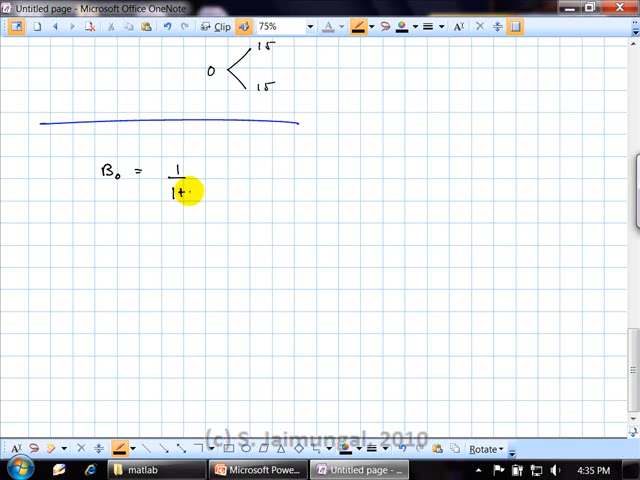 Untitled page - Microsoft Office OneNote
Clip 75%
15
0
15
B₀ = 1
1+
(c) S. Jaimungal, 2010
Rotate
matlab Microsoft Powe... Untitled page - ... 4:35 PM